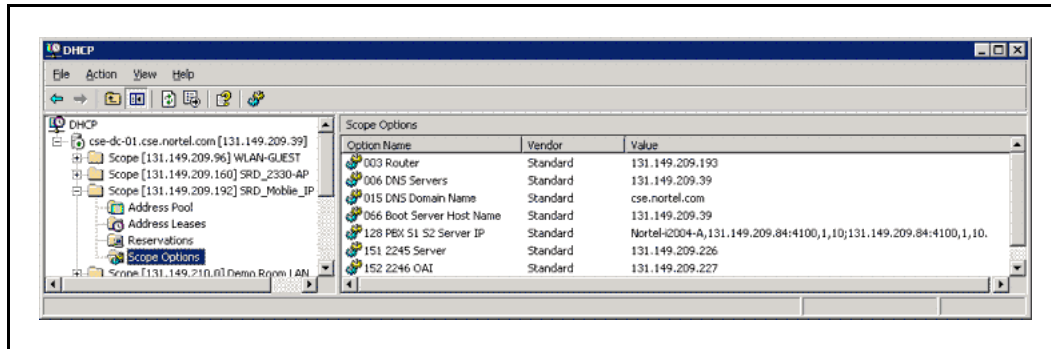 DHCP
File Action View Help
DHCP
cse-dc-01.cse.nortel.com [131.149.209.39]
Scope [131.149.209.96] WLAN-GUEST
Scope [131.149.209.160] SRD_2330-AP
Scope [131.149.209.192] SRD_Moblie_IP
Address Pool
Address Leases
Reservations
Scope Options
Scope [131.149.210.0] Demo Room LAN
Scope Options
Option Name Vendor Value
003 Router Standard 131.149.209.193
006 DNS Servers Standard 131.149.209.39
015 DNS Domain Name Standard cse.nortel.com
066 Boot Server Host Name Standard 131.149.209.39
128 PBX S1 S2 Server IP Standard Nortel-i2004-A,131.149.209.84:4100,1,10;131.149.209.84:4100,1,10.
151 2245 Server Standard 131.149.209.226
152 2246 OAI Standard 131.149.209.227